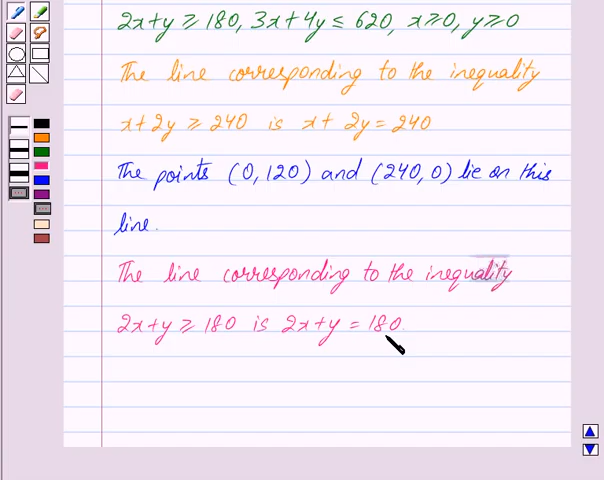 2x+y ≥ 180, 3x+4y ≤ 620, x≥0, y≥0
The line corresponding to the inequality
x+2y ≥ 240 is x+ 2y = 240
The points (0,120) and (240,0) lie on this
line.
The line corresponding to the inequality
2x+y ≥ 180 is 2x+y = 180.